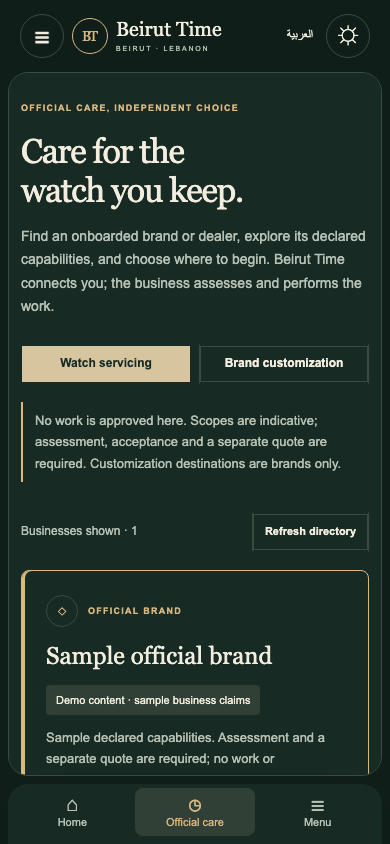 BT
Beirut Time
BEIRUT · LEBANON
العربية
OFFICIAL CARE, INDEPENDENT CHOICE
Care for the
watch you keep.
Find an onboarded brand or dealer, explore its declared
capabilities, and choose where to begin. Beirut Time
connects you; the business assesses and performs the
work.
Watch servicing
Brand customization
No work is approved here. Scopes are indicative;
assessment, acceptance and a separate quote are
required. Customization destinations are brands only.
Businesses shown · 1
Refresh directory
OFFICIAL BRAND
Sample official brand
Demo content · sample business claims
Sample declared capabilities. Assessment and a
separate quote are required; no work or
Home
Official care
Menu